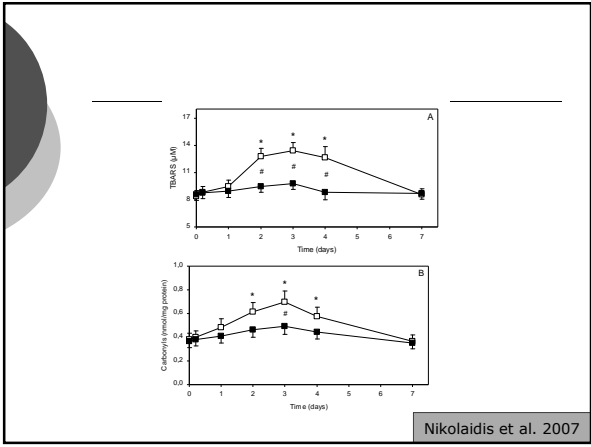 A
17
14
11
8
5
TBARS (μM)
* * *
# # #
0 1 2 3 4 5 6 7
Time (days)
B
1,0
0,8
0,6
0,4
0,2
0,0
Carbonyls (nmol/mg protein)
* * *
#
0 1 2 3 4 5 6 7
Time (days)
Nikolaidis et al. 2007